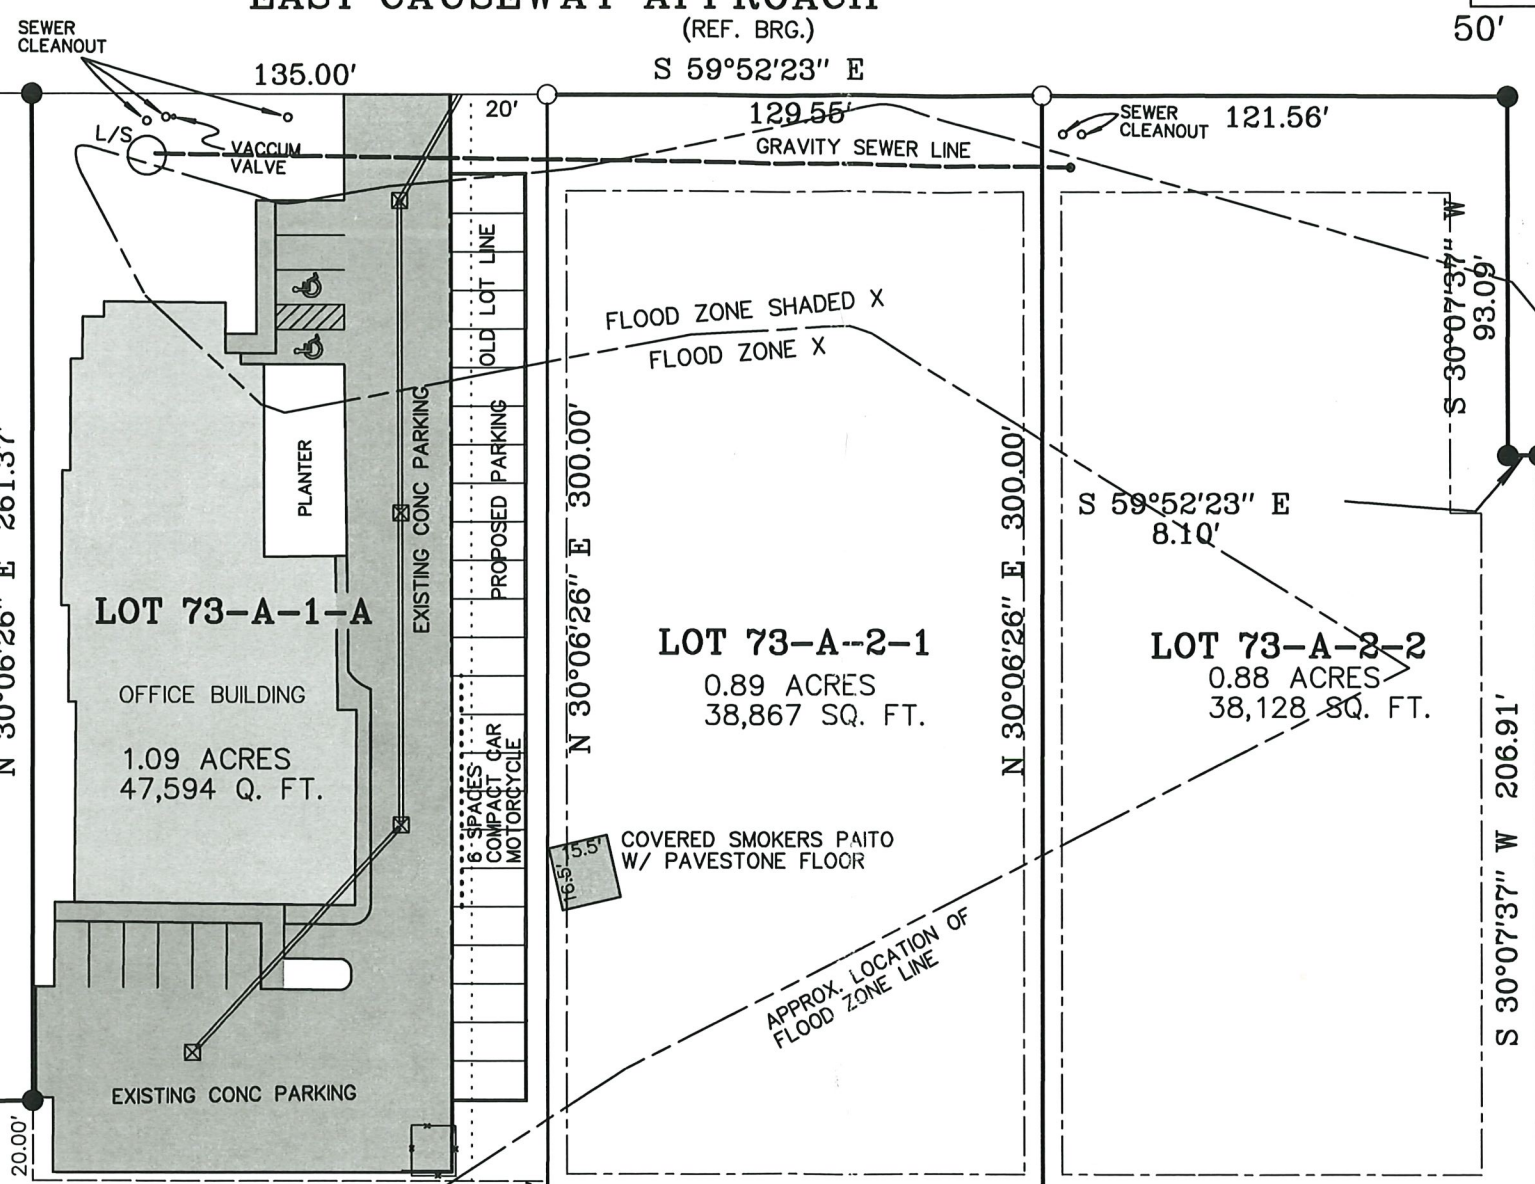 EAST CAUSEWAY APPROACH
(REF. BRG.)
S 59°52'23" E
50'
SEWER
CLEANOUT
135.00'
20'
129.55'
SEWER
CLEANOUT
121.56'
L/S
VACCUM
VALVE
GRAVITY SEWER LINE
S 30°07'37" W
93.09'
OLD LOT LINE
FLOOD ZONE SHADED X
FLOOD ZONE X
N 30°06'26" E 261.37'
PLANTER
EXISTING CONC PARKING
PROPOSED PARKING
N 30°06'26" E 300.00'
N 30°06'26" E 300.00'
S 59°52'23" E
8.10'
LOT 73-A-1-A
OFFICE BUILDING
1.09 ACRES
47,594 Q. FT.
LOT 73-A-2-1
0.89 ACRES
38,867 SQ. FT.
LOT 73-A-2-2
0.88 ACRES
38,128 SQ. FT.
6 SPACES
COMPACT CAR
MOTORCYCLE
15.5'
16.5'
COVERED SMOKERS PAITO
W/ PAVESTONE FLOOR
S 30°07'37" W 206.91'
APPROX. LOCATION OF
FLOOD ZONE LINE
EXISTING CONC PARKING
20.00'